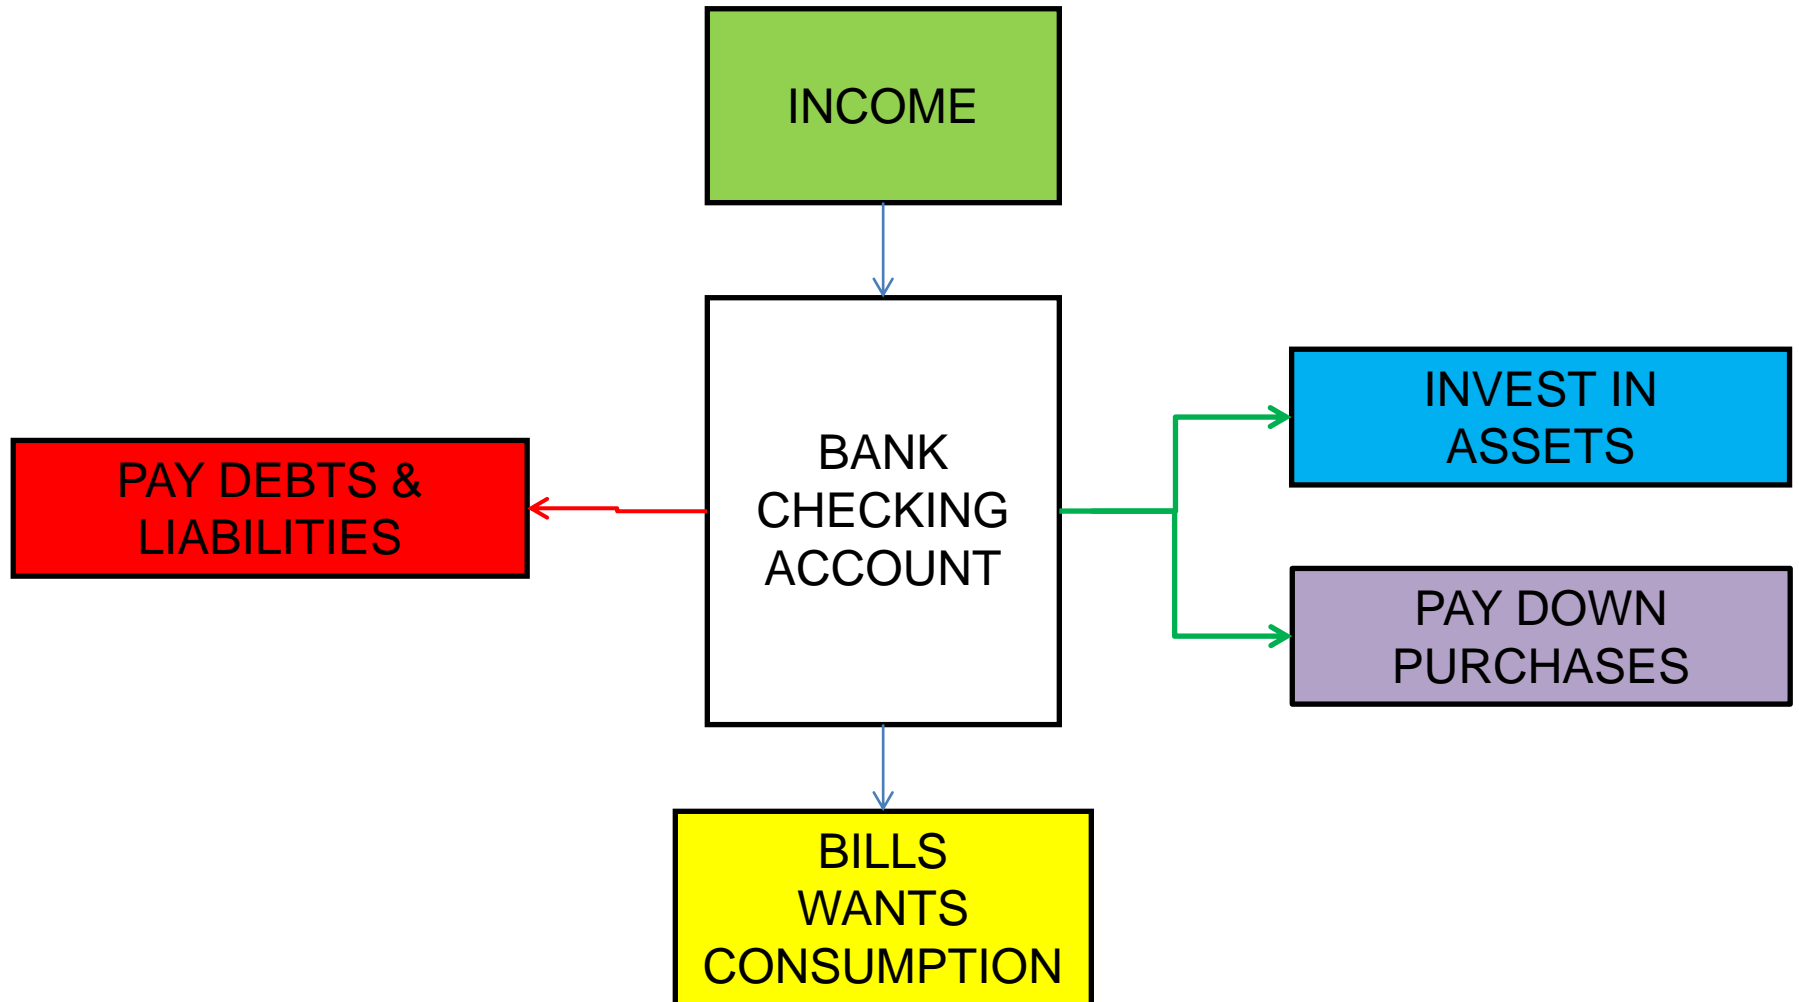 INCOME
BANK
CHECKING
ACCOUNT
PAY DEBTS &
LIABILITIES
INVEST IN
ASSETS
PAY DOWN
PURCHASES
BILLS
WANTS
CONSUMPTION